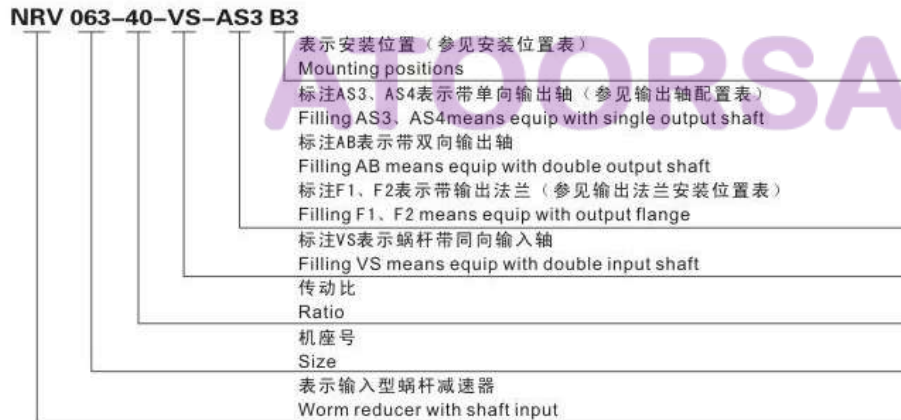 NRV 063-40-VS-AS3 B3
表示安装位置（参见安装位置表）
Mounting positions
标注AS3、AS4表示带单向输出轴（参见输出轴配置表）
Filling AS3、AS4means equip with single output shaft
标注AB表示带双向输出轴
Filling AB means equip with double output shaft
标注F1、F2表示带输出法兰（参见输出法兰安装位置表）
Filling F1、F2 means equip with output flange
标注VS表示蜗杆带同向输入轴
Filling VS means equip with double input shaft
传动比
Ratio
机座号
Size
表示输入型蜗杆减速器
Worm reducer with shaft input
ATOORSA